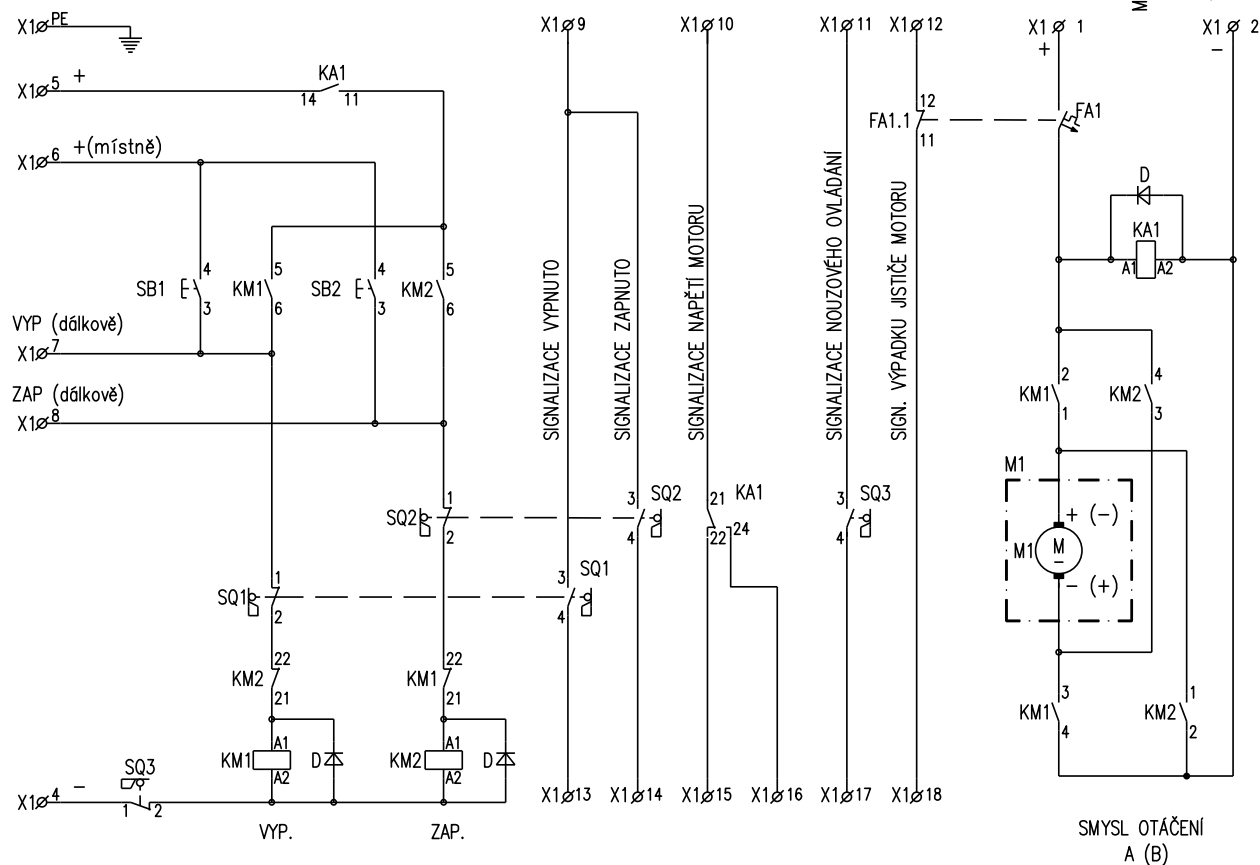 X1 PE
X1 5 +
KA1
14 11
X1 6 +(místně)
SB1
4
3
KM1
5
6
SB2
4
3
KM2
5
6
VYP (dálkově)
X1 7
ZAP (dálkově)
X1 8
SQ2
1
2
SQ1
1
2
KM2
22
21
KM1
22
21
KM1
A1
A2
D
KM2
A1
A2
D
X1 4 –
SQ3
1 2
VYP.
ZAP.
X1 9
X1 10
X1 11
X1 12
SIGNALIZACE VYPNUTO
SIGNALIZACE ZAPNUTO
SIGNALIZACE NAPĚTÍ MOTORU
SIGNALIZACE NOUZOVÉHO OVLÁDÁNÍ
SIGN. VÝPADKU JISTIČE MOTORU
3
4
SQ2
3
4
SQ1
21
22
24
KA1
3
4
SQ3
FA1.1
12
11
X1 13
X1 14
X1 15
X1 16
X1 17
X1 18
M
X1 1
+
X1 2
–
FA1
D
KA1
A1 A2
KM1
2
1
KM2
4
3
M1
+ (–)
M1
M
–
– (+)
KM1
3
4
KM2
1
2
SMYSL OTÁČENÍ
A (B)